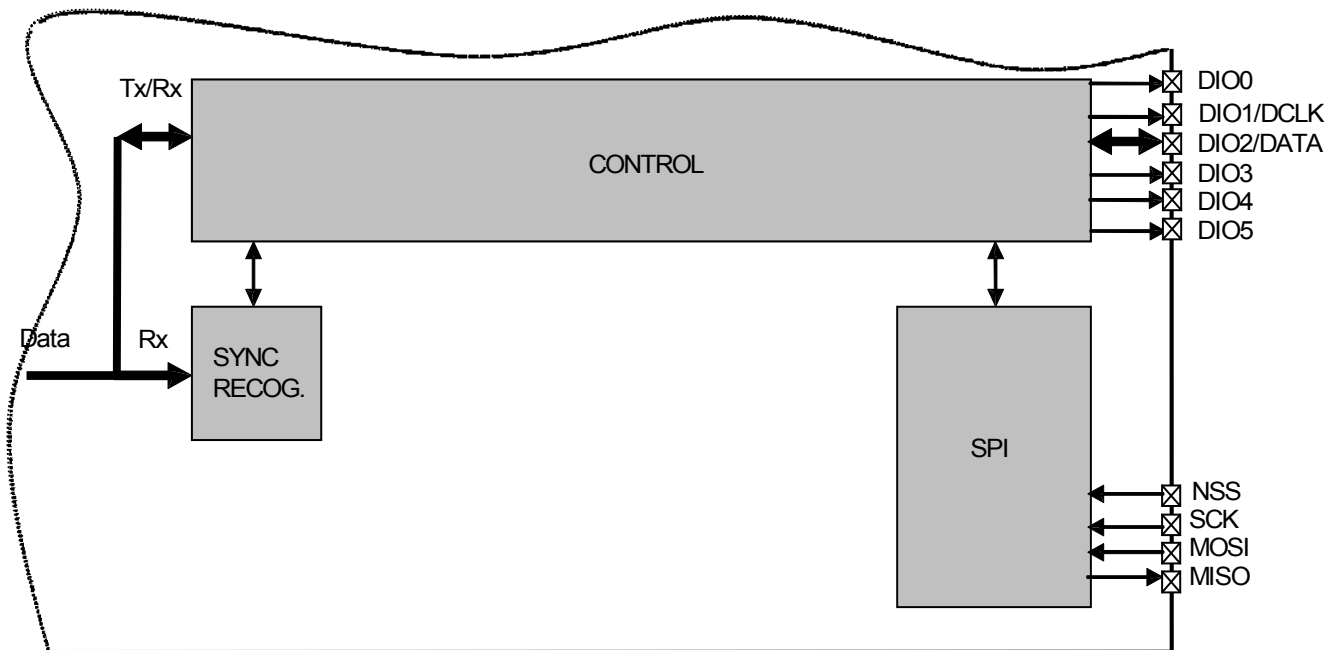 Tx/Rx
CONTROL
DIO0
DIO1/DCLK
DIO2/DATA
DIO3
DIO4
DIO5
Data
Rx
SYNC
RECOG.
SPI
NSS
SCK
MOSI
MISO